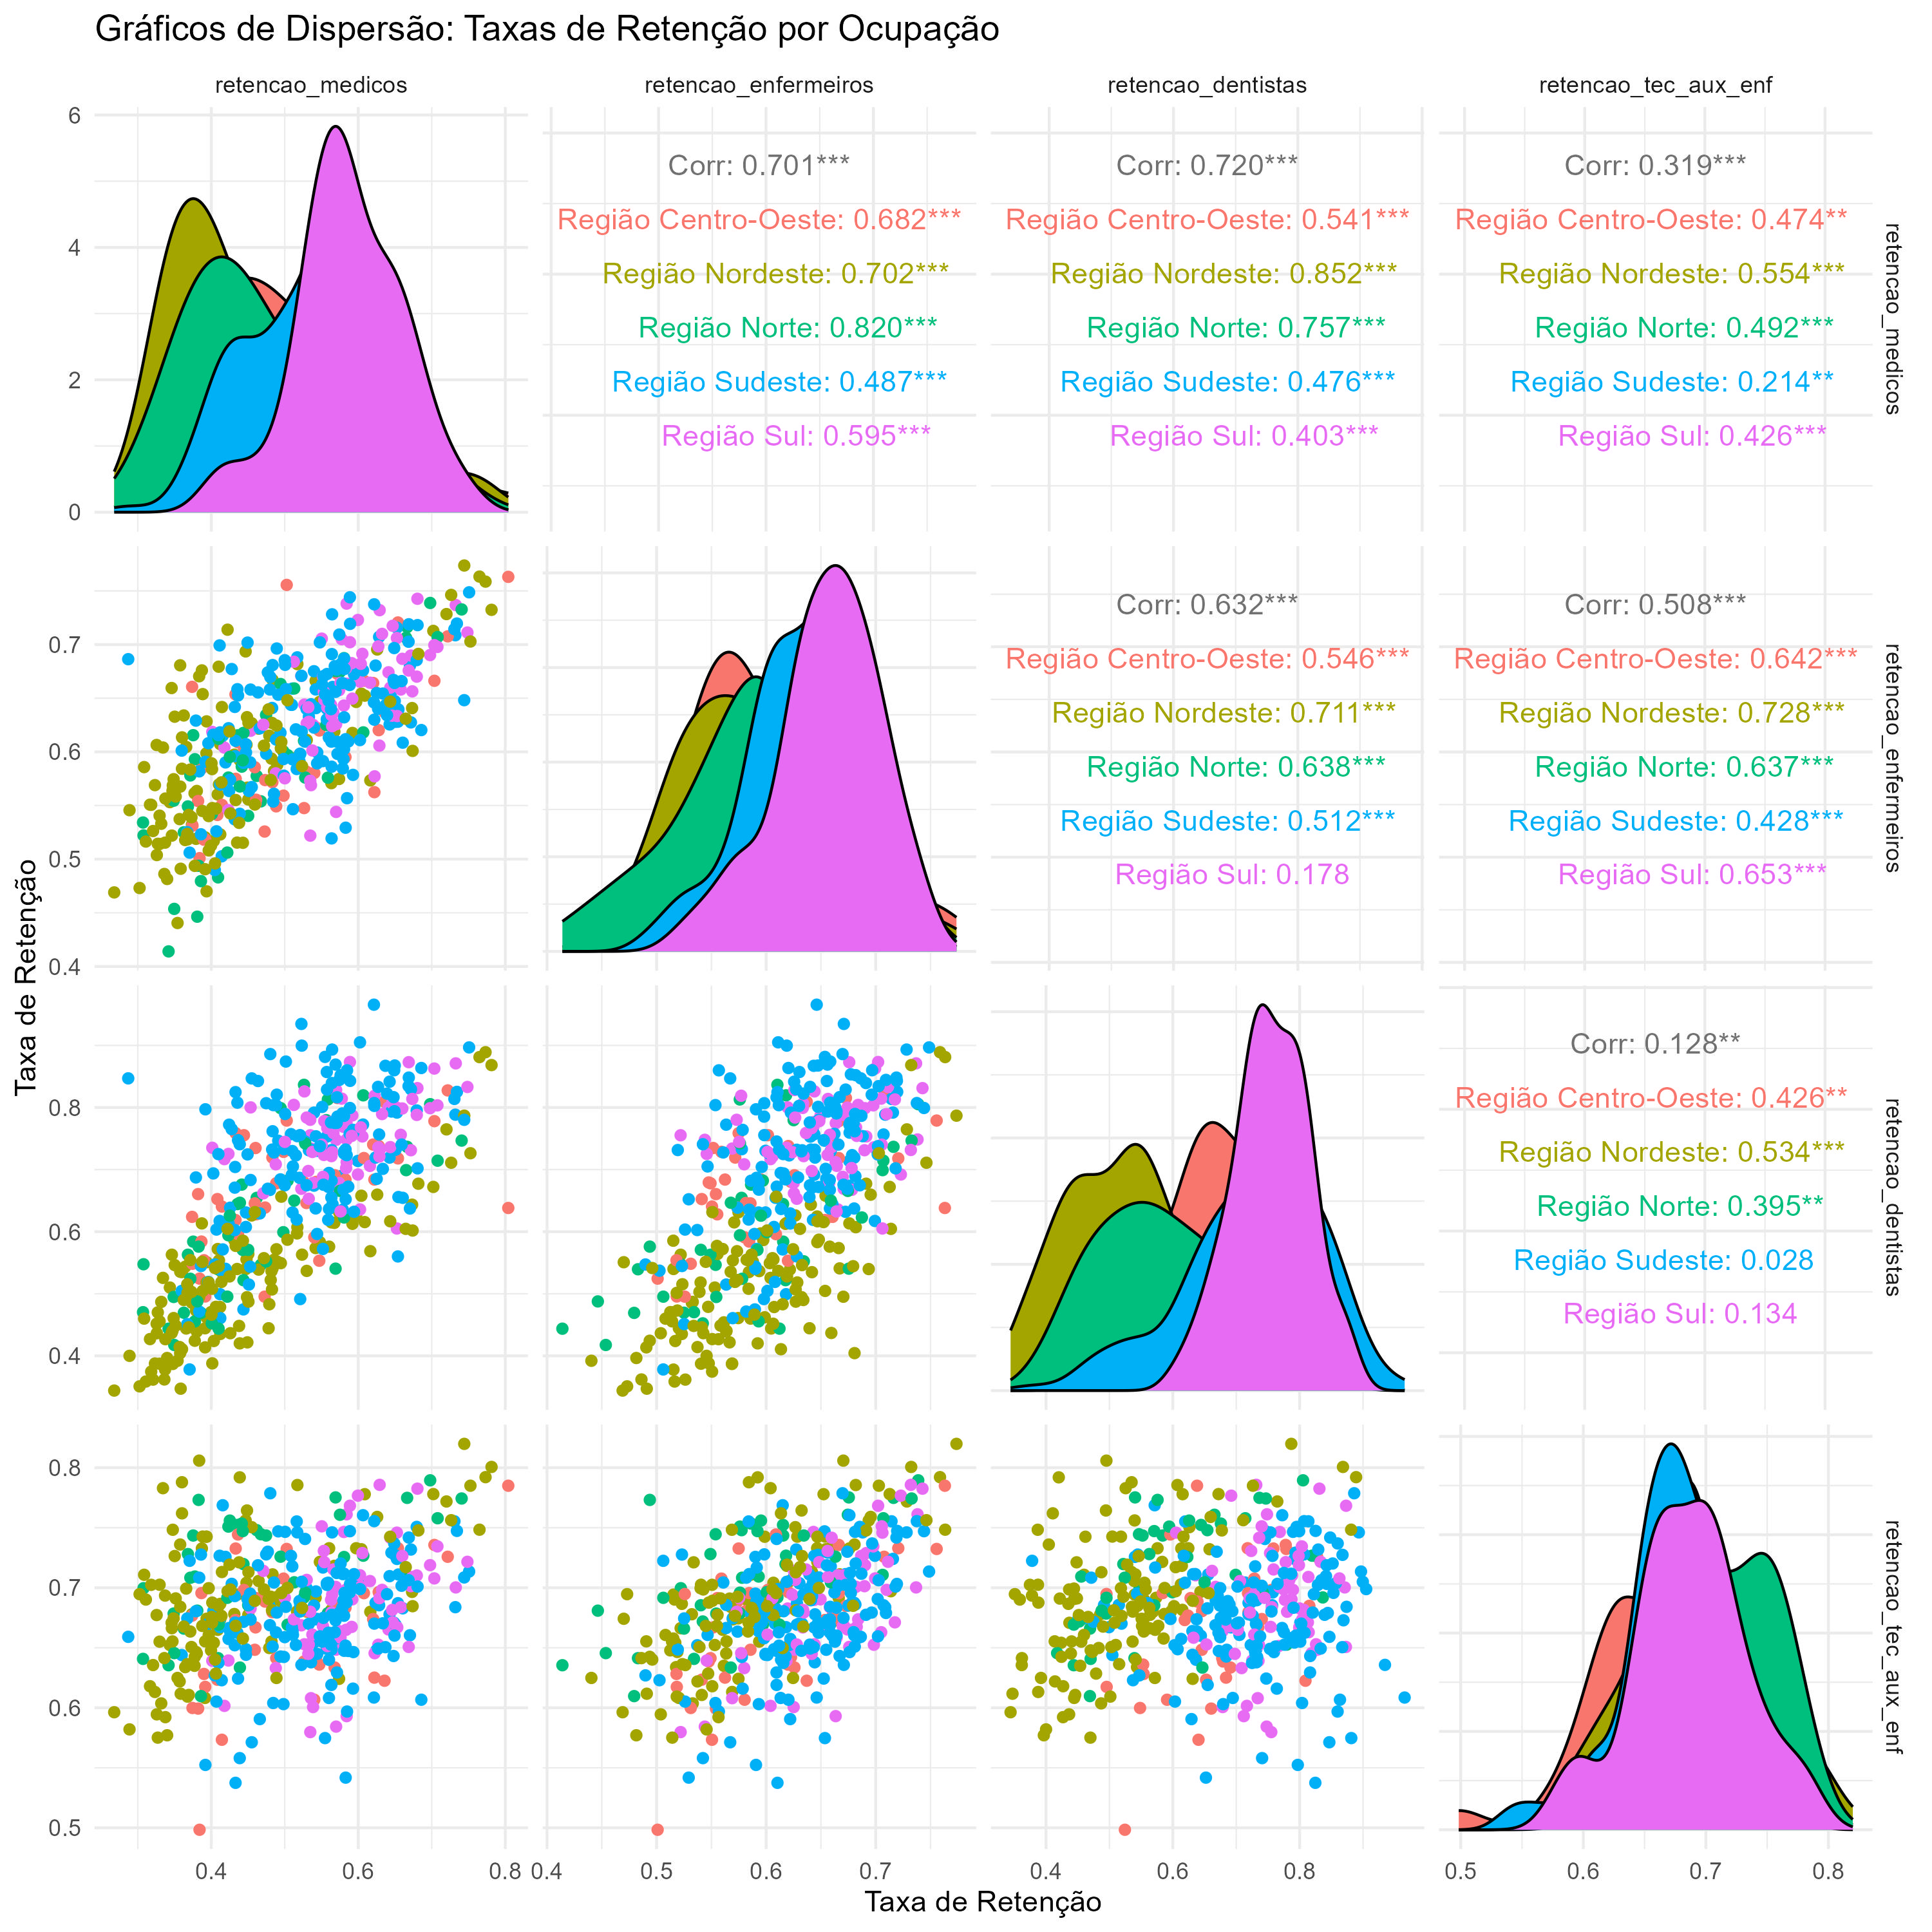 Gráficos de Dispersão: Taxas de Retenção por Ocupação
retencao_medicos
retencao_enfermeiros
retencao_dentistas
retencao_tec_aux_enf
6
4
2
0
Corr: 0.701***
Região Centro-Oeste: 0.682***
Região Nordeste: 0.702***
Região Norte: 0.820***
Região Sudeste: 0.487***
Região Sul: 0.595***
Corr: 0.720***
Região Centro-Oeste: 0.541***
Região Nordeste: 0.852***
Região Norte: 0.757***
Região Sudeste: 0.476***
Região Sul: 0.403***
Corr: 0.319***
Região Centro-Oeste: 0.474**
Região Nordeste: 0.554***
Região Norte: 0.492***
Região Sudeste: 0.214**
Região Sul: 0.426***
retencao_medicos
0.7
0.6
0.5
0.4
Corr: 0.632***
Região Centro-Oeste: 0.546***
Região Nordeste: 0.711***
Região Norte: 0.638***
Região Sudeste: 0.512***
Região Sul: 0.178
Corr: 0.508***
Região Centro-Oeste: 0.642***
Região Nordeste: 0.728***
Região Norte: 0.637***
Região Sudeste: 0.428***
Região Sul: 0.653***
retencao_enfermeiros
Taxa de Retenção
0.8
0.6
0.4
Corr: 0.128**
Região Centro-Oeste: 0.426**
Região Nordeste: 0.534***
Região Norte: 0.395**
Região Sudeste: 0.028
Região Sul: 0.134
retencao_dentistas
0.8
0.7
0.6
0.5
retencao_tec_aux_enf
0.4 0.6 0.8
0.4 0.5 0.6 0.7
0.4 0.6 0.8
0.5 0.6 0.7 0.8
Taxa de Retenção